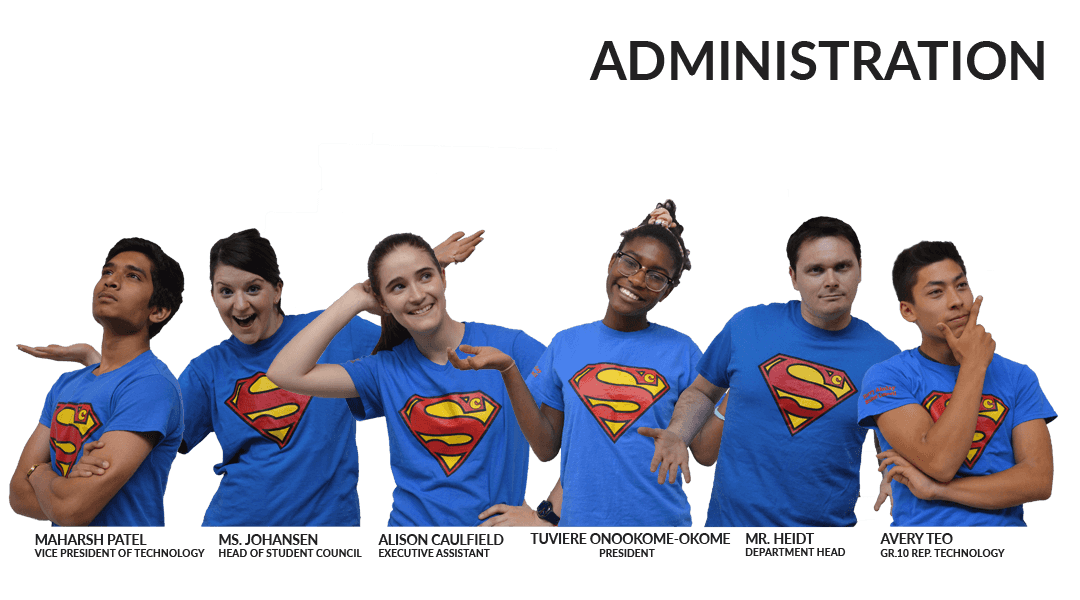 ADMINISTRATION
MAHARSH PATEL
VICE PRESIDENT OF TECHNOLOGY
MS. JOHANSEN
HEAD OF STUDENT COUNCIL
ALISON CAULFIELD
EXECUTIVE ASSISTANT
TUVIERE ONOOKOME-OKOME
PRESIDENT
MR. HEIDT
DEPARTMENT HEAD
AVERY TEO
GR.10 REP. TECHNOLOGY